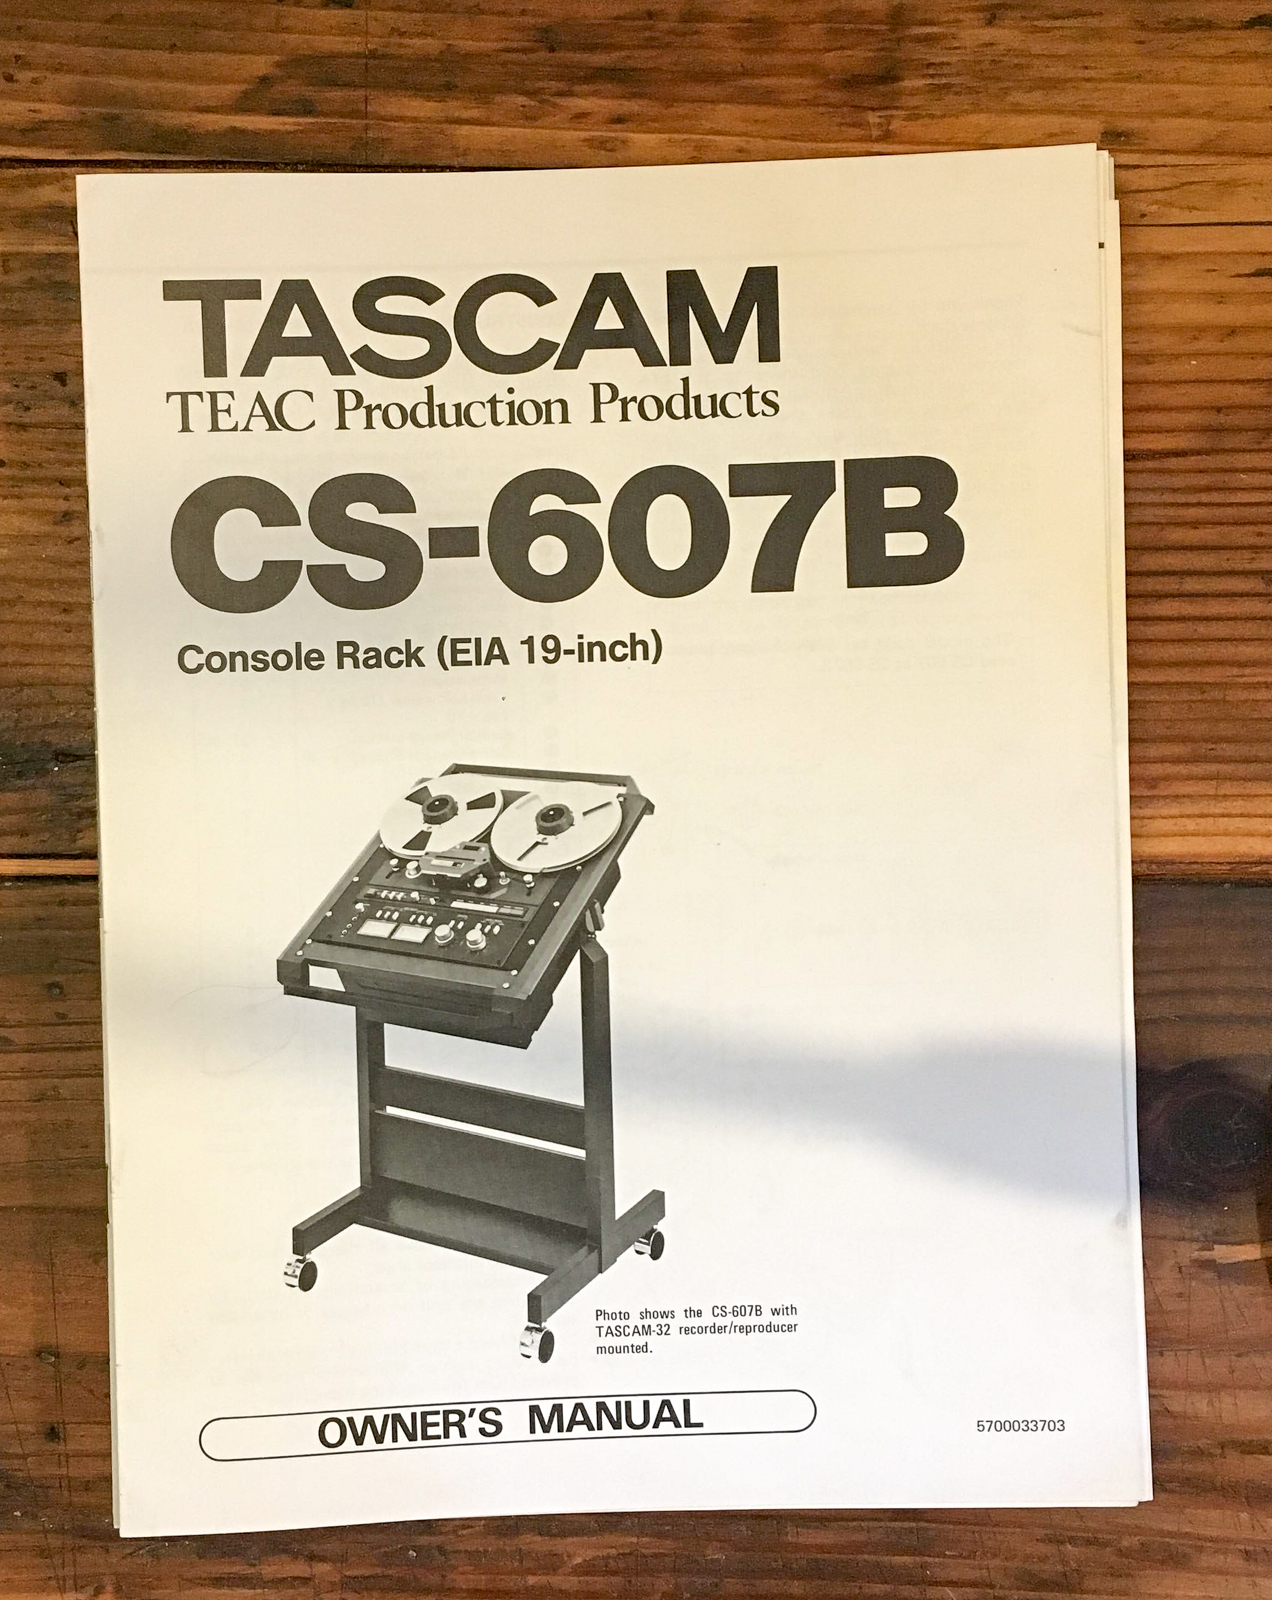 TASCAM
TEAC Production Products
CS-607B
Console Rack (EIA 19-inch)
Photo shows the CS-607B with
TASCAM-32 recorder/reproducer
mounted.
OWNER'S MANUAL
5700033703